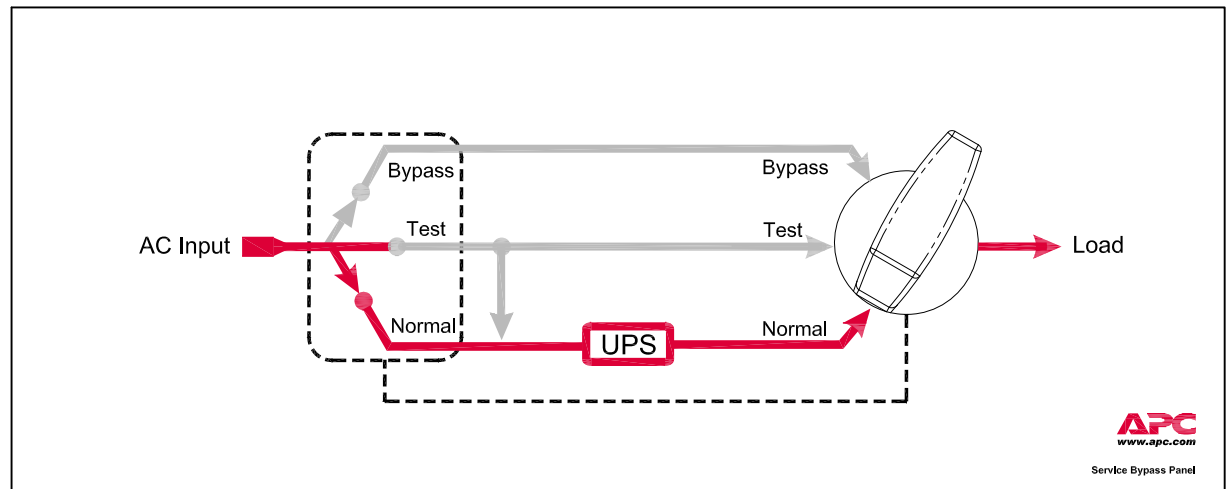 Bypass
Bypass
Test
Test
AC Input
Load
Normal
Normal
UPS
APC
www.apc.com
Service Bypass Panel